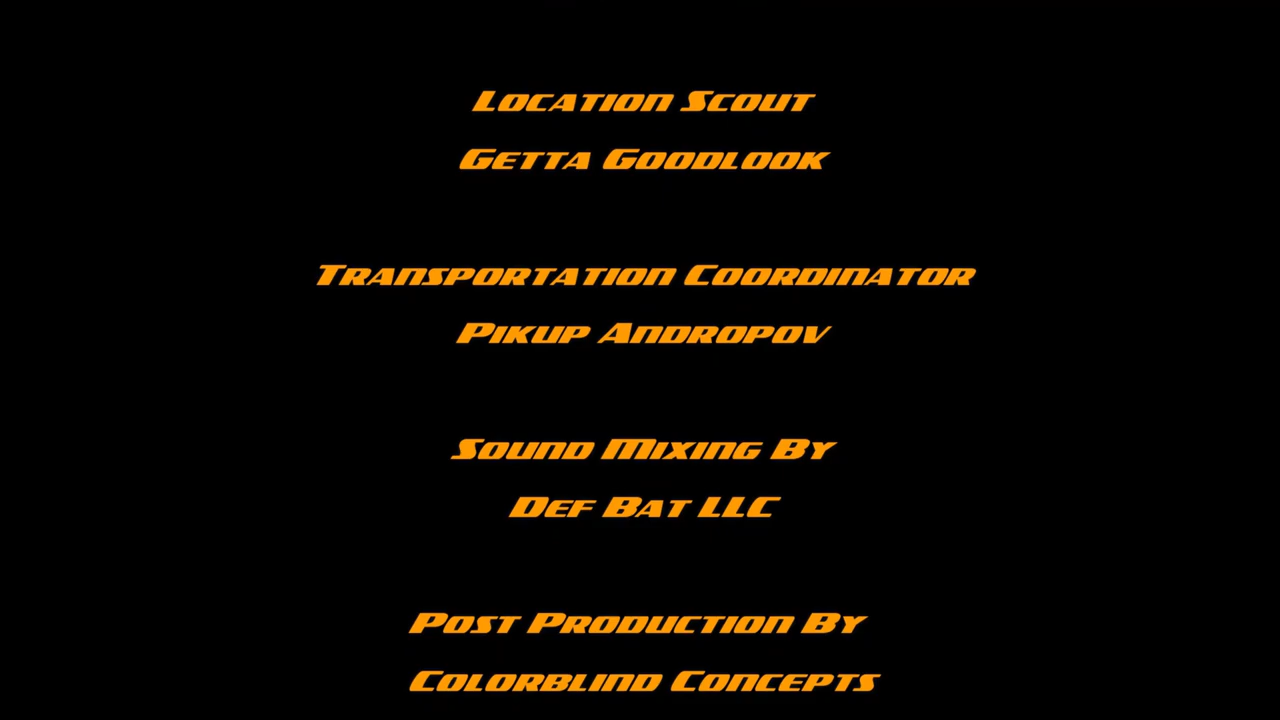 Location Scout
Getta Goodlook
Transportation Coordinator
Pikup Andropov
Sound Mixing By
Def Bat LLC
Post Production By
Colorblind Concepts